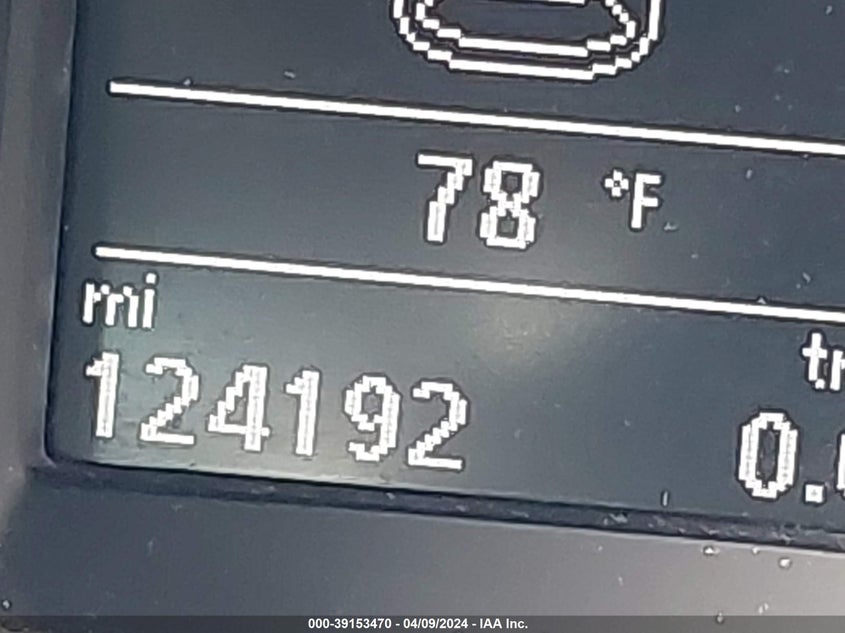 78 °F
mi
124192
0.
000-39153470 - 04/09/2024 - IAA Inc.